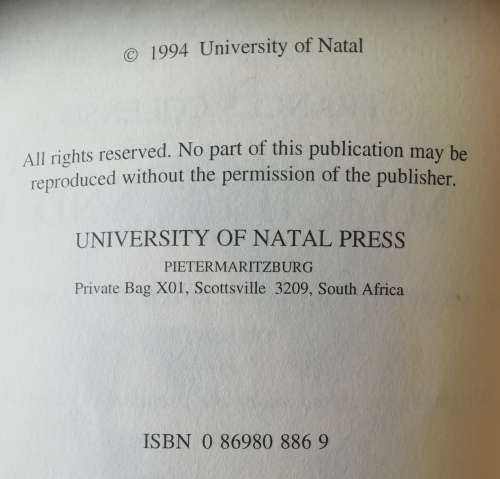 © 1994 University of Natal
All rights reserved. No part of this publication may be
reproduced without the permission of the publisher.
UNIVERSITY OF NATAL PRESS
PIETERMARITZBURG
Private Bag X01, Scottsville 3209, South Africa
ISBN 0 86980 886 9